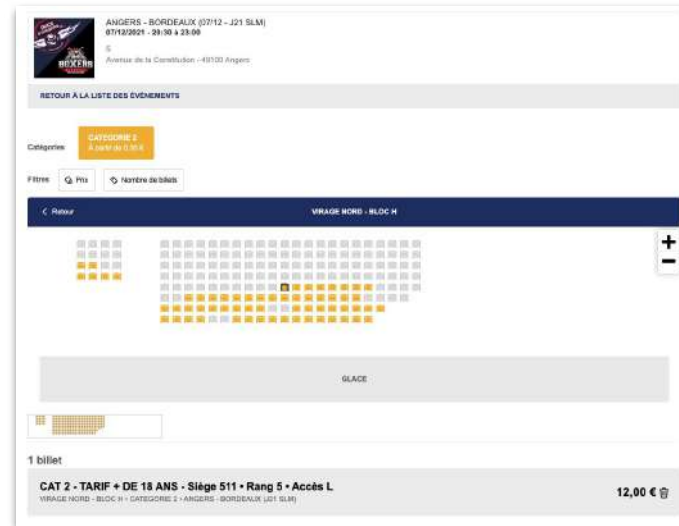 ANGERS - BORDEAUX (07/12 - J21 SLM)
07/12/2021 - 20:30 à 23:00
Avenue de la Constitution - 49100 Angers
BOXERS
RETOUR À LA LISTE DES ÉVÉNEMENTS
Catégories
CATEGORIE 2
À partir de
Filtres
Prix
Nombre de billets
Retour
VIRAGE NORD - BLOC H
+
−
GLACE
1 billet
CAT 2 - TARIF + DE 18 ANS - Siège 511 • Rang 5 • Accès L
12,00 €
VIRAGE NORD - BLOC H - CATEGORIE 2 - ANGERS - BORDEAUX (J21 SLM)